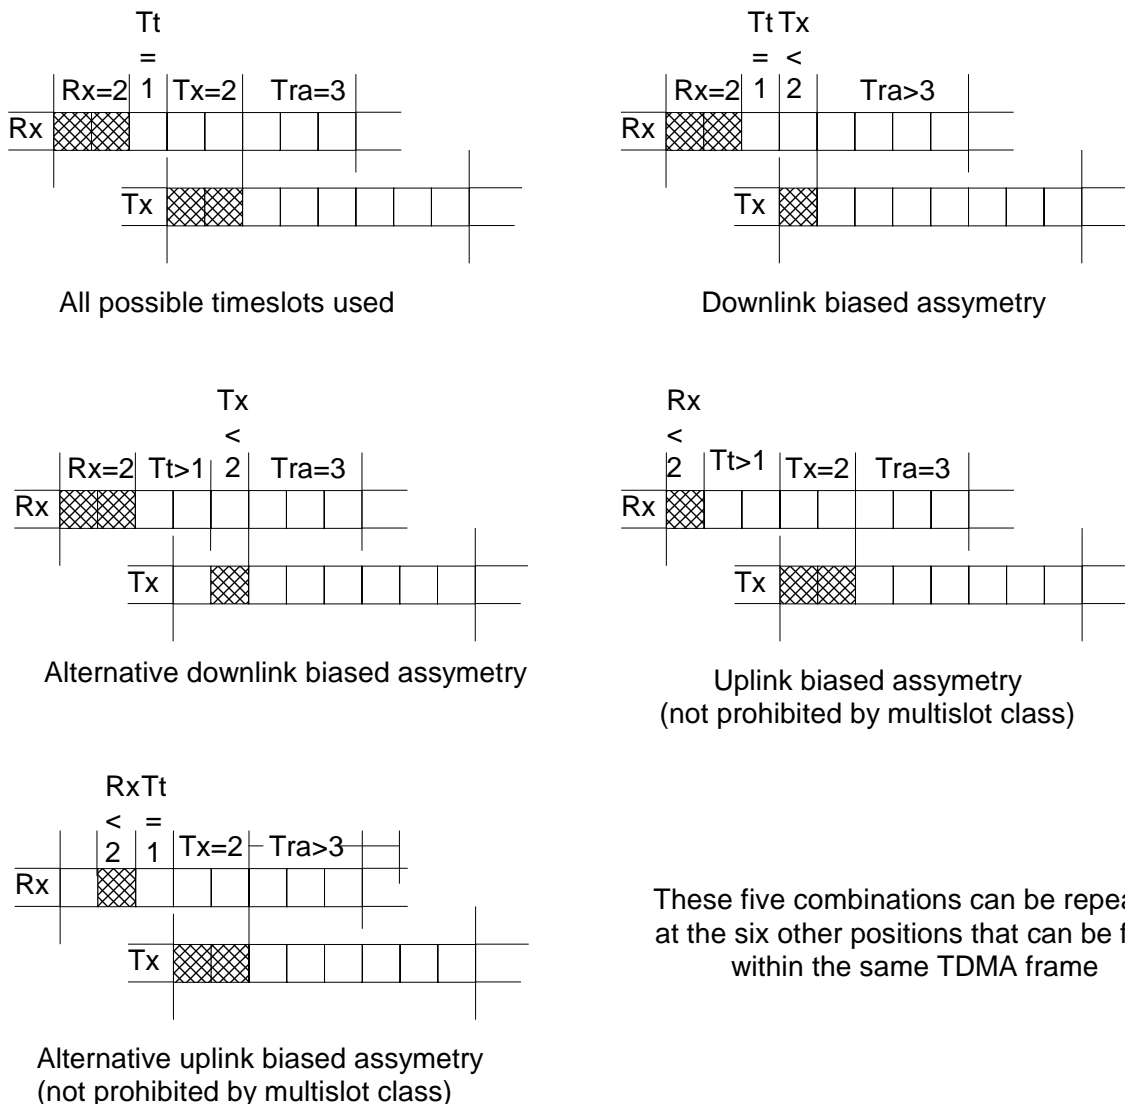 Tt
=
Rx=2 1 Tx=2 Tra=3
Rx
Tx
All possible timeslots used
Tt Tx
= <
Rx=2 1 2 Tra>3
Rx
Tx
Downlink biased assymetry
Tx
<
Rx=2 Tt>1 2 Tra=3
Rx
Tx
Alternative downlink biased assymetry
Rx
<
2 Tt>1 Tx=2 Tra=3
Rx
Tx
Uplink biased assymetry
(not prohibited by multislot class)
RxTt
< =
2 1 Tx=2 Tra>3
Rx
Tx
Alternative uplink biased assymetry
(not prohibited by multislot class)
These five combinations can be
at the six other positions that can be
within the same TDMA frame